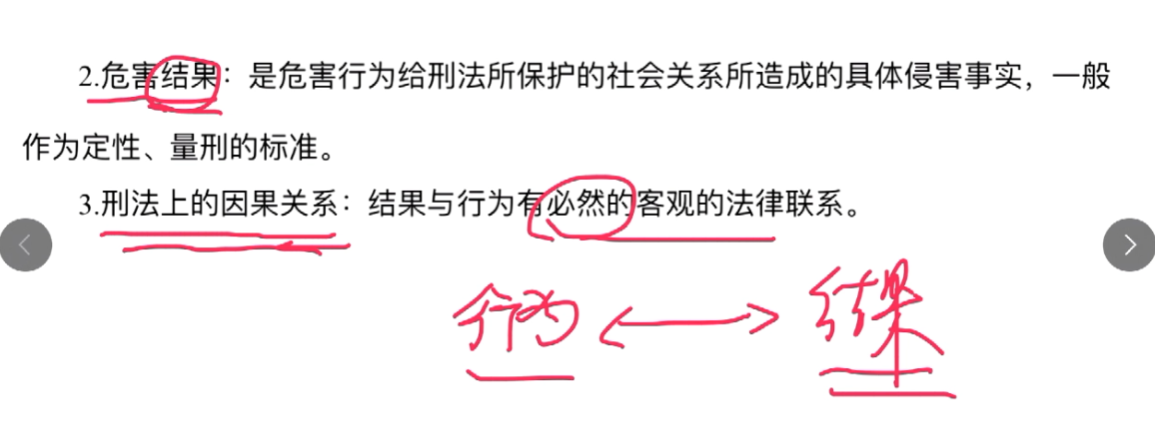 2.危害结果：是危害行为给刑法所保护的社会关系所造成的具体侵害事实，一般
作为定性、量刑的标准。
3.刑法上的因果关系：结果与行为有必然的客观的法律联系。
行为 结果